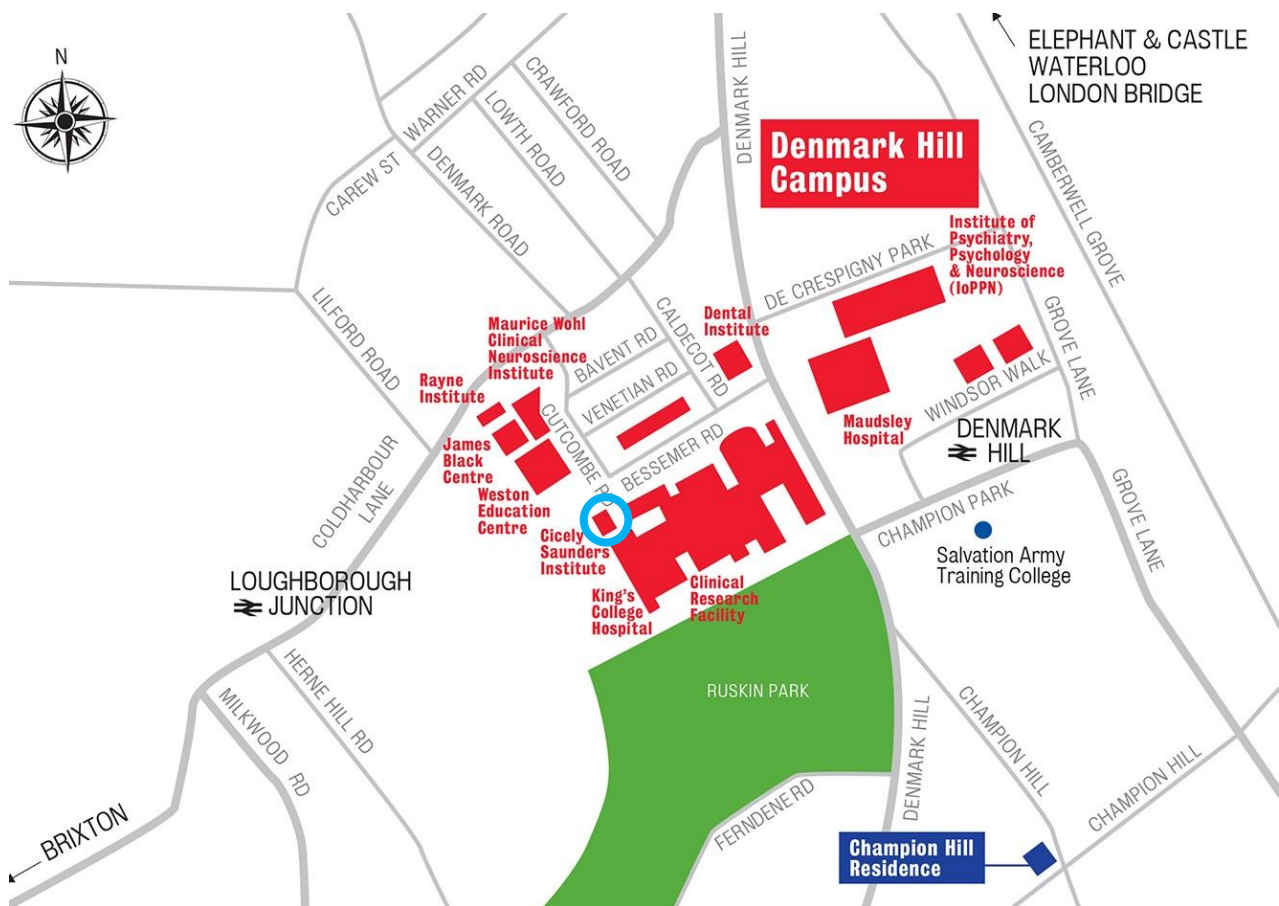 N
ELEPHANT & CASTLE
WATERLOO
LONDON BRIDGE
CAREW ST
WARNER RD
LOWTH ROAD
CRAWFORD ROAD
DENMARK ROAD
DENMARK HILL
Denmark Hill
Campus
CAMBERWELL GROVE
Institute of
Psychiatry,
Psychology
& Neuroscience
(IoPPN)
DE CRESPIGNY PARK
GROVE LANE
LILFORD ROAD
Maurice Wohl
Clinical
Neuroscience
Institute
BAVENT RD
CALDECOT RD
Dental
Institute
VENETIAN RD
Rayne
Institute
CUTCOMBE RD
WINDSOR WALK
Maudsley
Hospital
DENMARK
HILL
James
Black
Centre
BESSEMER RD
COLDHARBOUR
LANE
Weston
Education
Centre
CHAMPION PARK
GROVE LANE
Cicely
Saunders
Institute
Salvation Army
Training College
LOUGHBOROUGH
JUNCTION
King's
College
Hospital
Clinical
Research
Facility
HERNE HILL RD
MILKWOOD RD
RUSKIN PARK
DENMARK HILL
CHAMPION HILL
CHAMPION HILL
FERNDENE RD
BRIXTON
Champion Hill
Residence